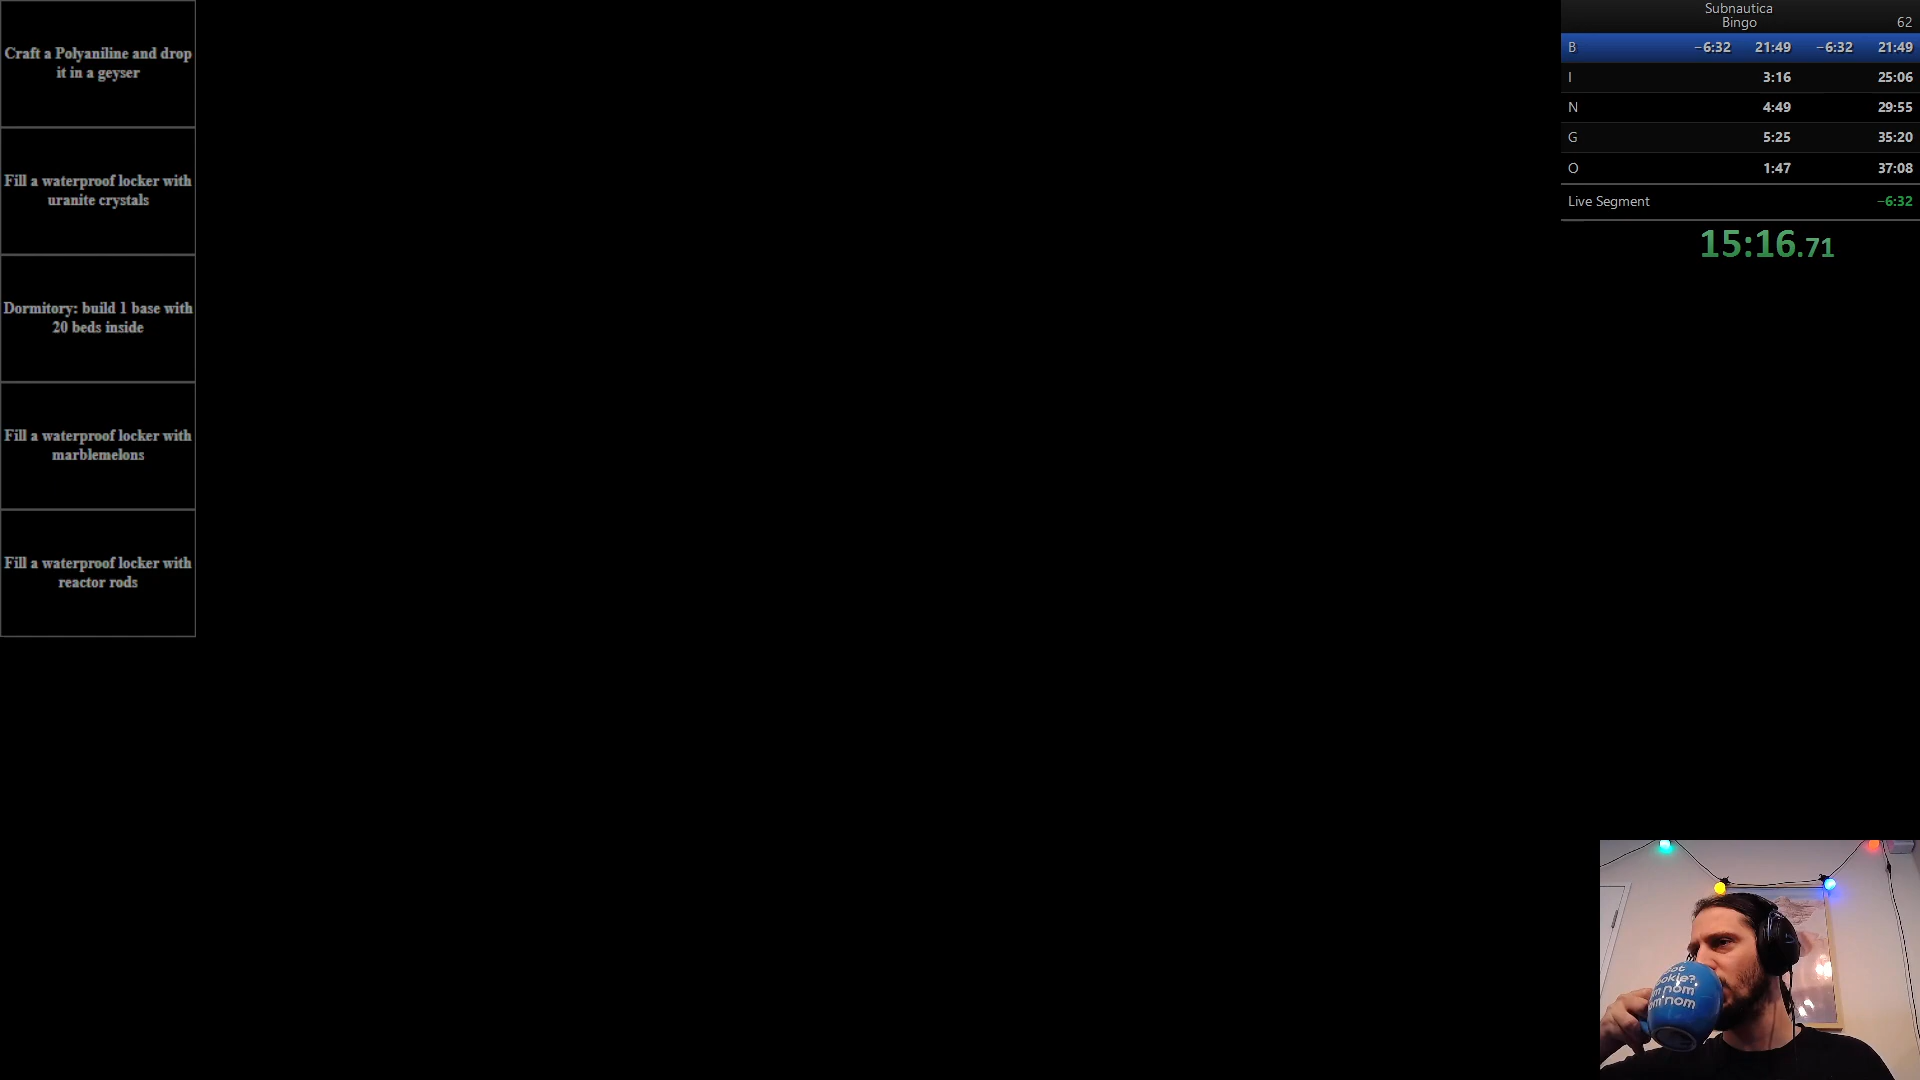 Craft a Polyaniline and drop
it in a geyser
Fill a waterproof locker with
uranite crystals
Dormitory: build 1 base with
20 beds inside
Fill a waterproof locker with
marblemelons
Fill a waterproof locker with
reactor rods
Subnautica
Bingo 62
B −6:32 21:49 −6:32 21:49
I 3:16 25:06
N 4:49 29:55
G 5:25 35:20
O 1:47 37:08
Live Segment −6:32
15:16.71
nom
nom